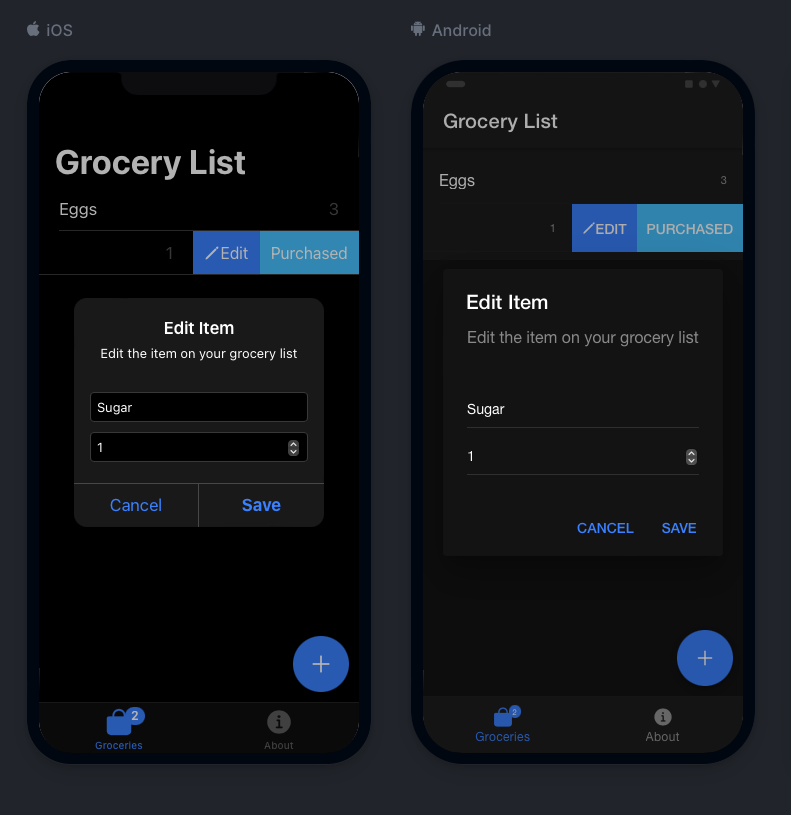 iOS
Grocery List
Eggs 3
1 Edit Purchased
Edit Item
Edit the item on your grocery list
Sugar
1
Cancel Save
2
Groceries About
Android
Grocery List
Eggs 3
1 EDIT PURCHASED
Edit Item
Edit the item on your grocery list
Sugar
1
CANCEL SAVE
2
Groceries About